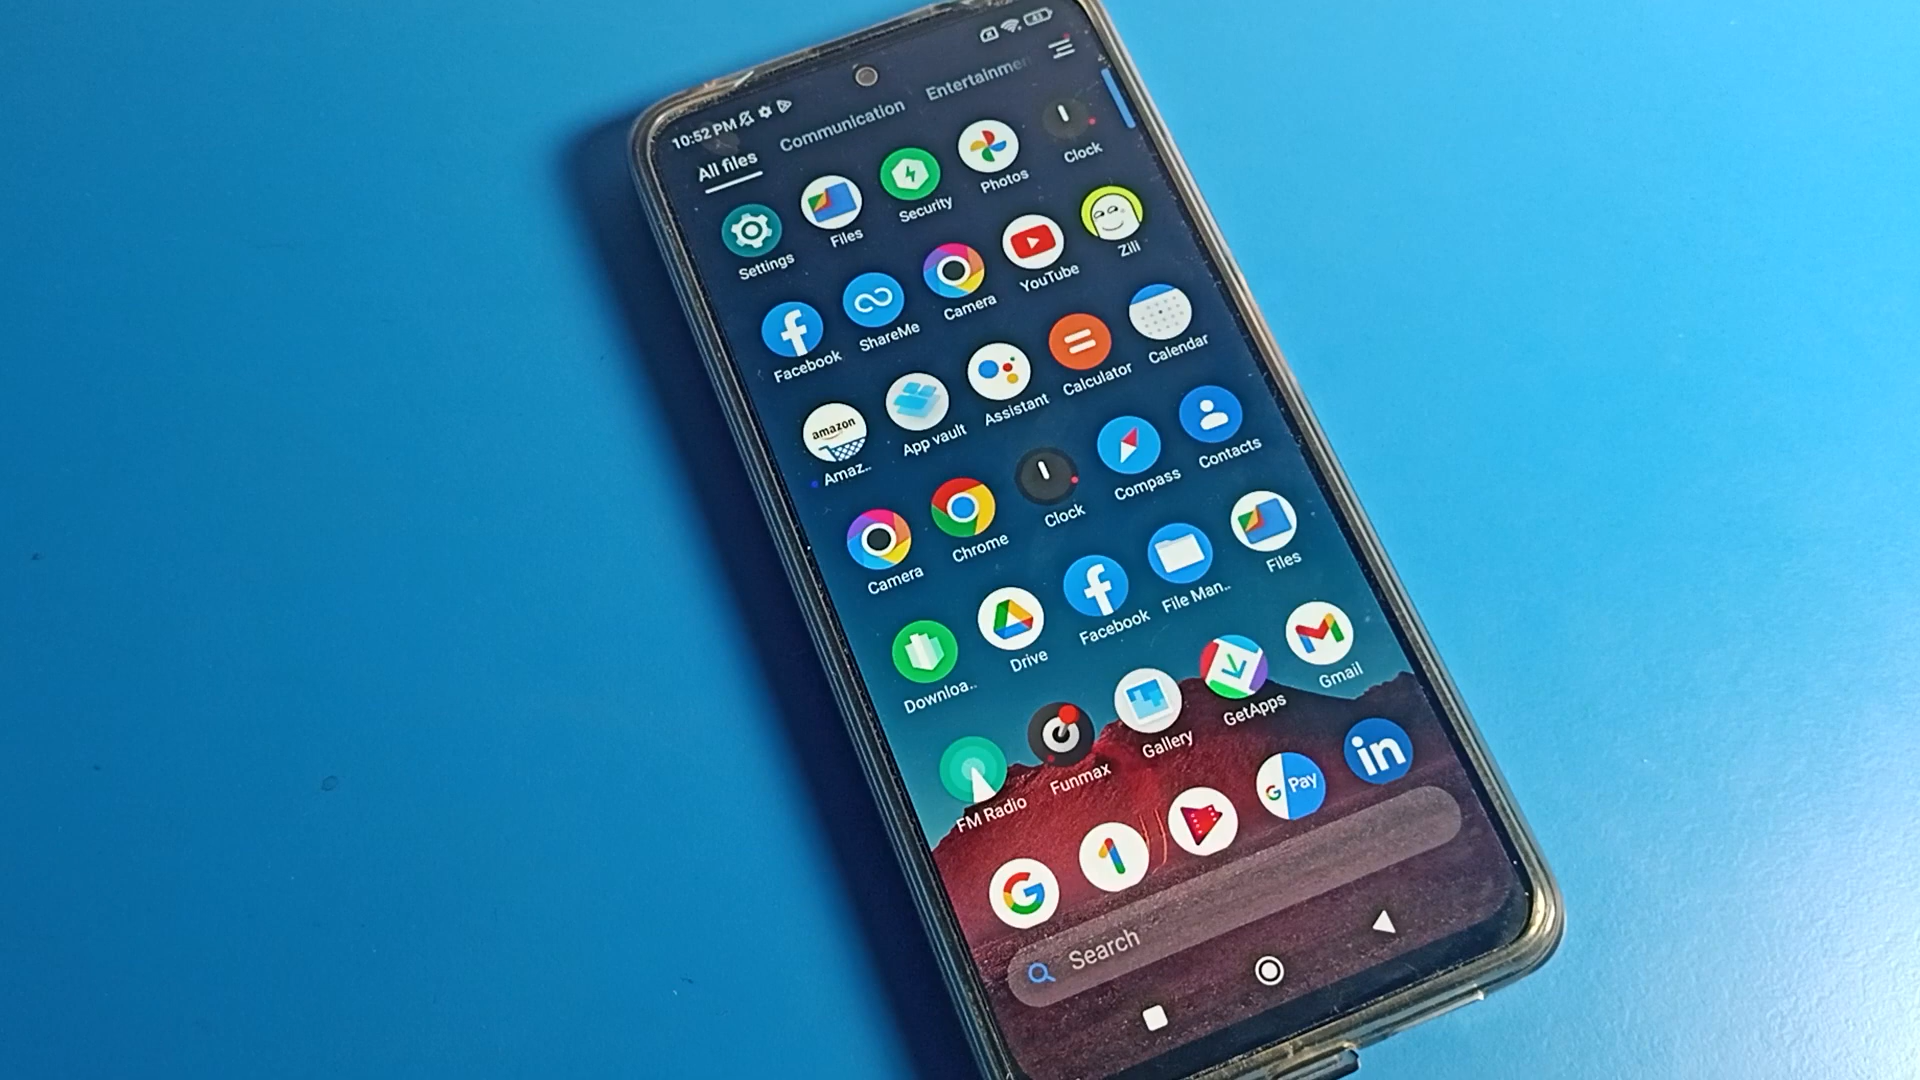 10:52 PM
43
All files Communication Entertainmen
Settings Files Security Photos Clock
Facebook ShareMe Camera YouTube Zili
amazon
Amaz.. App vault Assistant Calculator Calendar
Camera Chrome Clock Compass Contacts
Downloa.. Drive Facebook File Man.. Files
FM Radio Funmax Gallery GetApps Gmail
G 1 G Pay in
Search